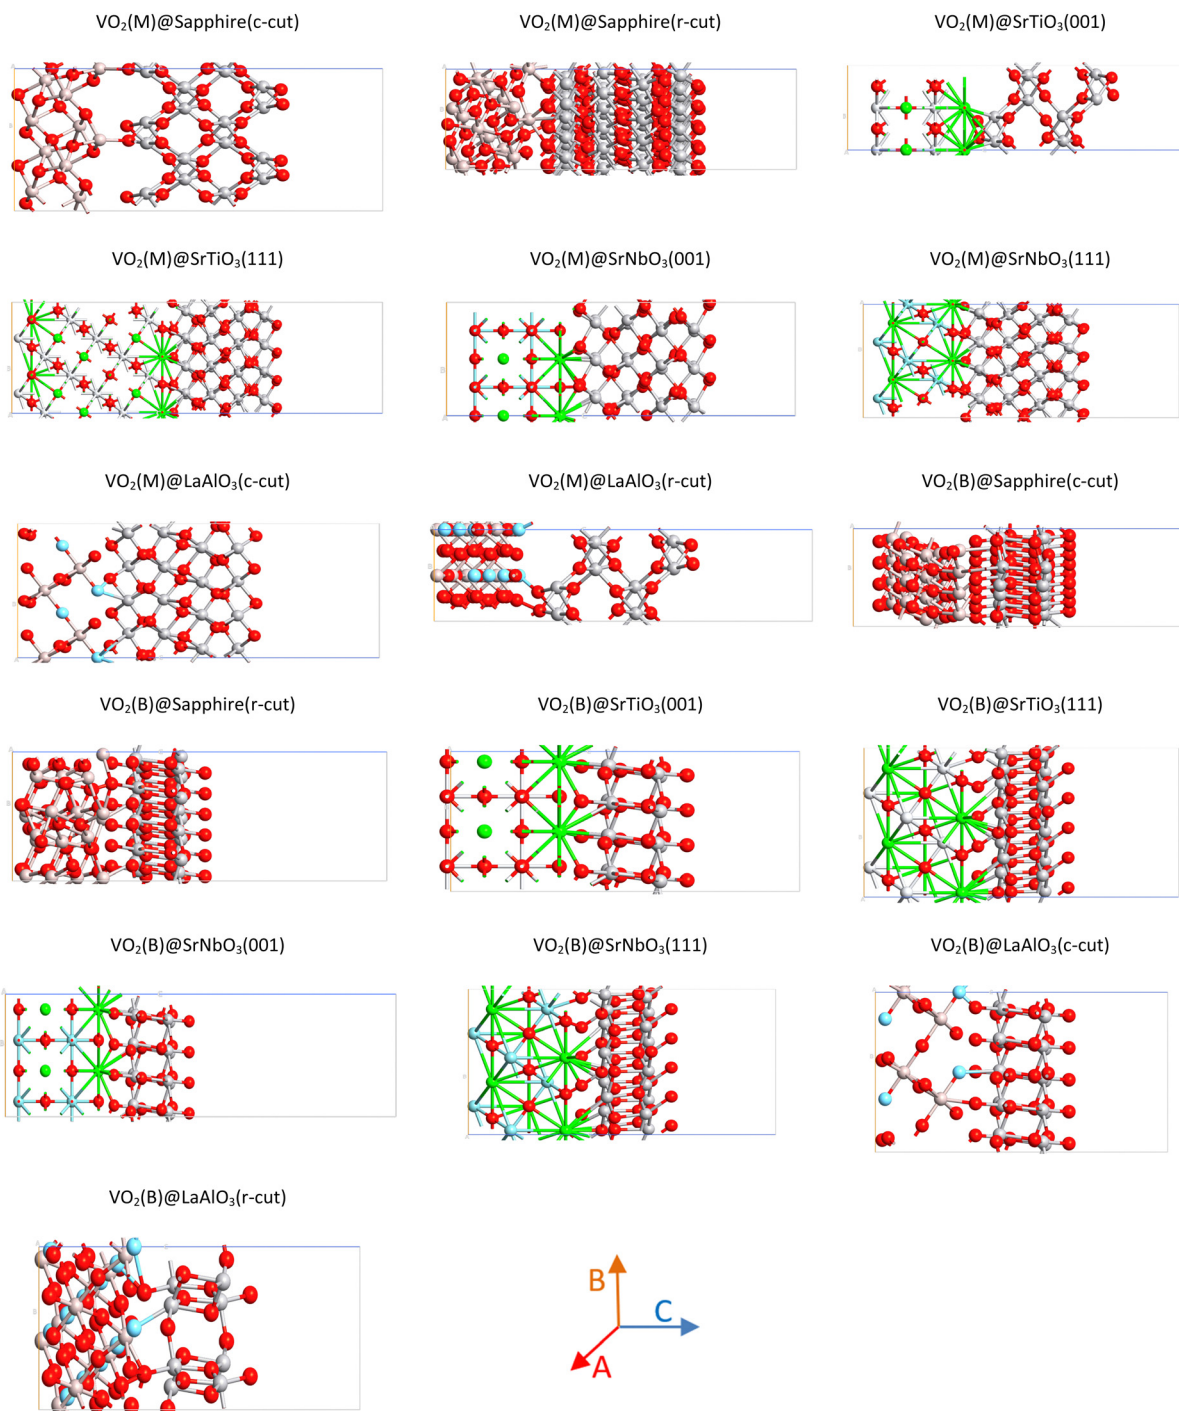 VO₂(M)@Sapphire(c-cut)
VO₂(M)@Sapphire(r-cut)
VO₂(M)@SrTiO₃(001)
VO₂(M)@SrTiO₃(111)
VO₂(M)@SrNbO₃(001)
VO₂(M)@SrNbO₃(111)
VO₂(M)@LaAlO₃(c-cut)
VO₂(M)@LaAlO₃(r-cut)
VO₂(B)@Sapphire(c-cut)
VO₂(B)@Sapphire(r-cut)
VO₂(B)@SrTiO₃(001)
VO₂(B)@SrTiO₃(111)
VO₂(B)@SrNbO₃(001)
VO₂(B)@SrNbO₃(111)
VO₂(B)@LaAlO₃(c-cut)
VO₂(B)@LaAlO₃(r-cut)
B
C
A